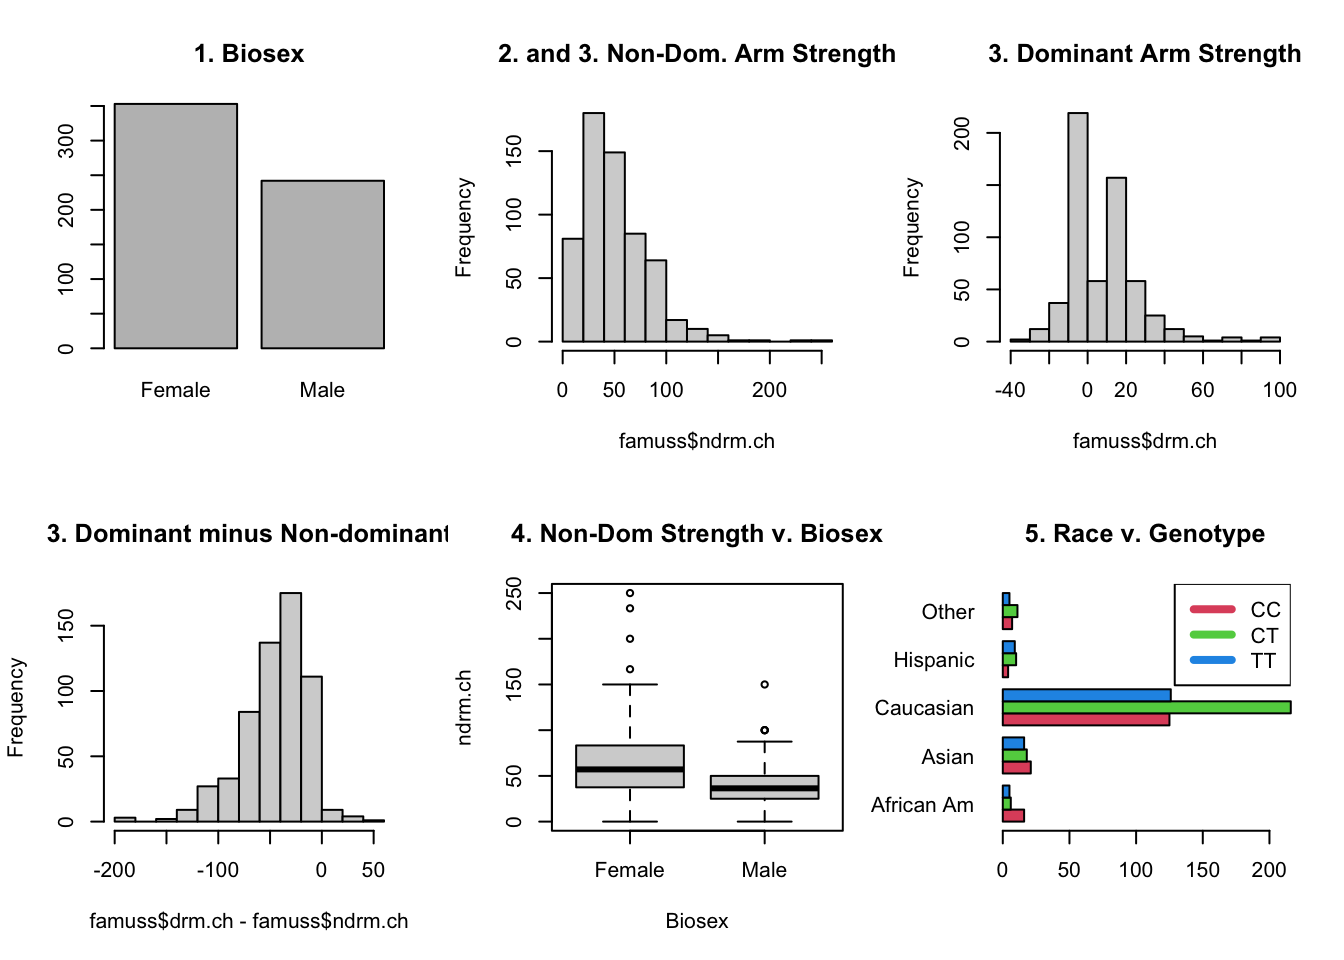 1. Biosex
0
100
200
300
Female
Male
2. and 3. Non-Dom. Arm Strength
Frequency
0
50
100
150
0
50
100
200
famuss$ndrm.ch
3. Dominant Arm Strength
Frequency
0
50
100
200
-40
0
20
60
100
famuss$drm.ch
3. Dominant minus Non-dominant
Frequency
0
50
100
150
-200
-100
0
50
famuss$drm.ch - famuss$ndrm.ch
4. Non-Dom Strength v. Biosex
ndrm.ch
0
50
150
250
Female
Male
Biosex
5. Race v. Genotype
Other
Hispanic
Caucasian
Asian
African Am
CC
CT
TT
0
50
100
150
200